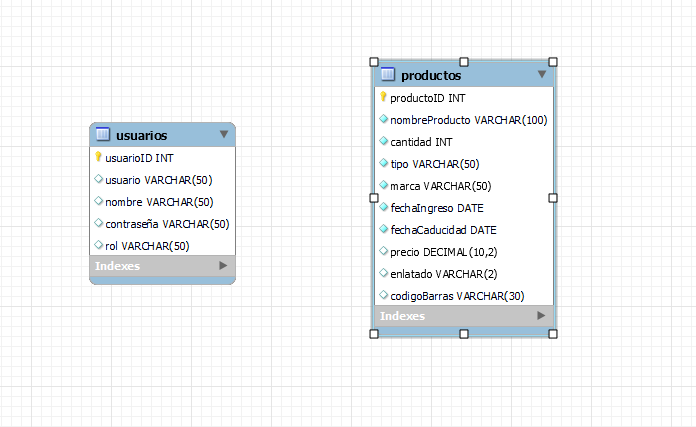 usuarios
usuarioID INT
usuario VARCHAR(50)
nombre VARCHAR(50)
contraseña VARCHAR(50)
rol VARCHAR(50)
Indexes
productos
productoID INT
nombreProducto VARCHAR(100)
cantidad INT
tipo VARCHAR(50)
marca VARCHAR(50)
fechaIngreso DATE
fechaCaducidad DATE
precio DECIMAL(10,2)
enlatado VARCHAR(2)
codigoBarras VARCHAR(30)
Indexes